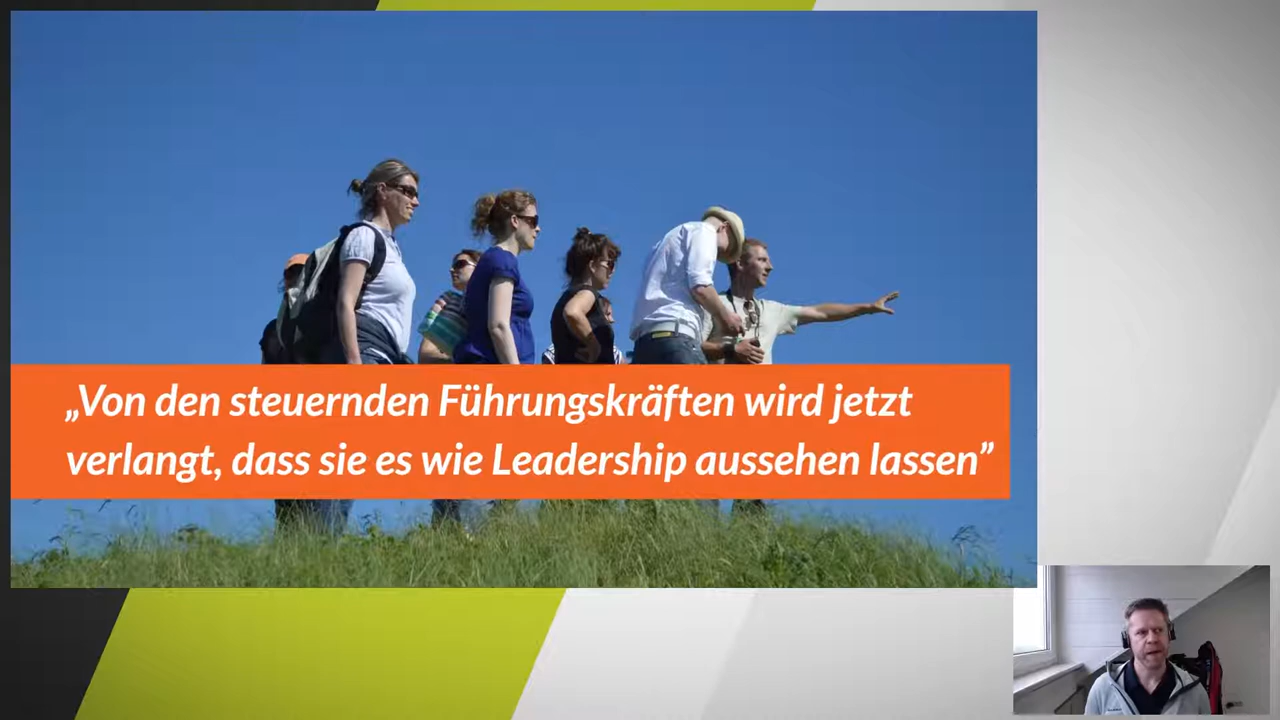 „Von den steuernden Führungskräften wird jetzt
verlangt, dass sie es wie Leadership aussehen lassen”